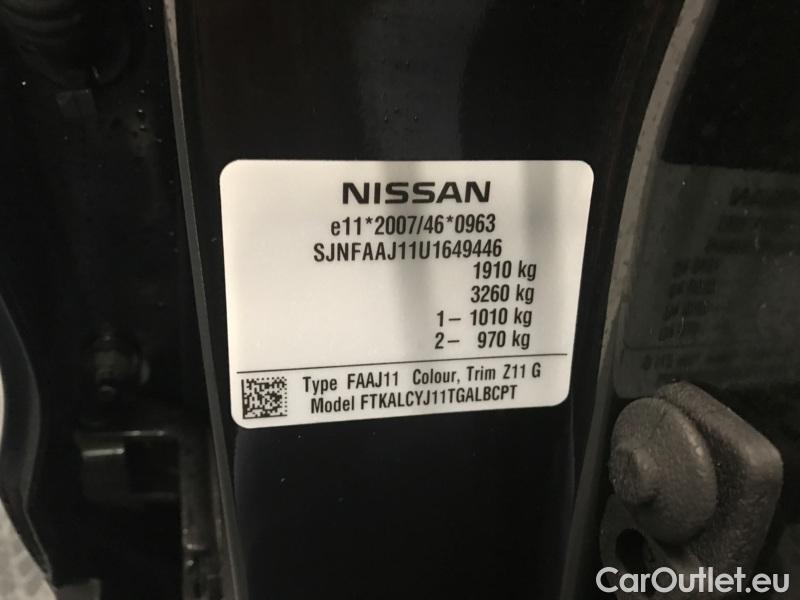 NISSAN
e11*2007/46*0963
SJNFAAJ11U1649446
1910 kg
3260 kg
1– 1010 kg
2– 970 kg
Type FAAJ11 Colour, Trim Z11 G
Model FTKALCYJ11TGALBCPT
CarOutlet.eu